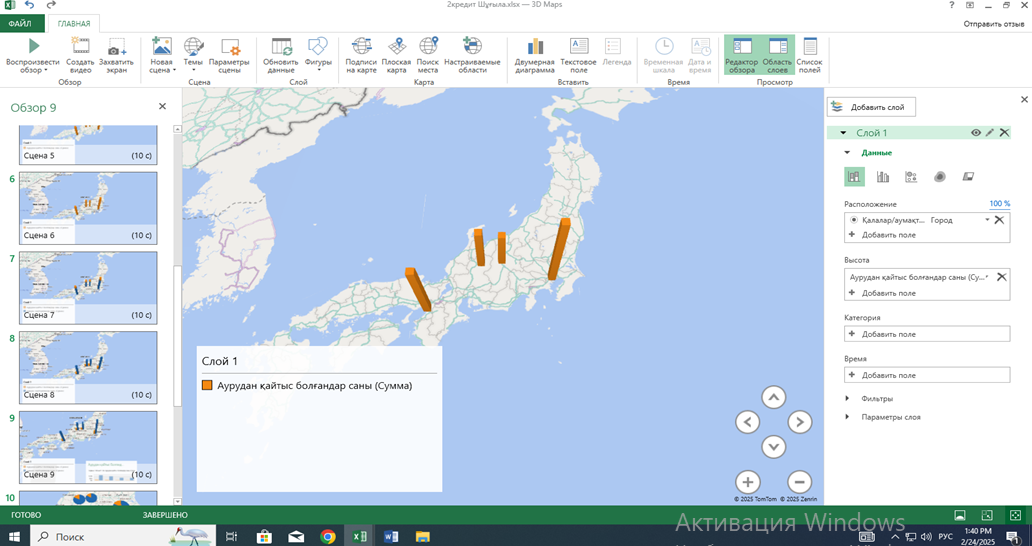 2кредит Шұғыла.xlsx — 3D Maps
ФАЙЛ
ГЛАВНАЯ
Отправить отзыв
Воспроизвести обзор
Создать видео
Захватить экран
Обзор
Новая сцена
Темы
Параметры сцены
Сцена
Обновить данные
Фигуры
Слой
Подписи на карте
Плоская карта
Поиск места
Настраиваемые области
Карта
Двумерная диаграмма
Текстовое поле
Легенда
Вставить
Временная шкала
Дата и время
Время
Редактор обзора
Область слоев
Список полей
Просмотр
Обзор 9
Сцена 5 (10 с)
6
Сцена 6 (10 с)
7
Сцена 7 (10 с)
8
Сцена 8 (10 с)
9
Сцена 9 (10 с)
10
Слой 1
Аурудан қайтыс болғандар саны (Сумма)
© 2025 TomTom © 2025 Zenrin
Добавить слой
Слой 1
Данные
Расположение 100 %
Қалалар/аумақт... Город
Добавить поле
Высота
Аурудан қайтыс болғандар саны (Су...
Добавить поле
Категория
Добавить поле
Время
Добавить поле
Фильтры
Параметры слоя
ГОТОВО
ЗАВЕРШЕНО
Активация Windows
Поиск
РУС
1:40 PM
2/24/2025